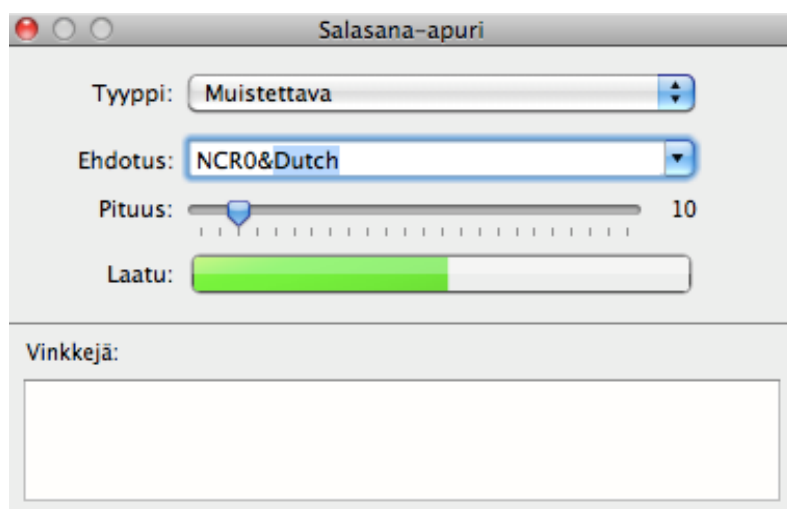 Salasana-apuri
Tyyppi: Muistettava
Ehdotus: NCR0&Dutch
Pituus: 10
Laatu:
Vinkkejä: